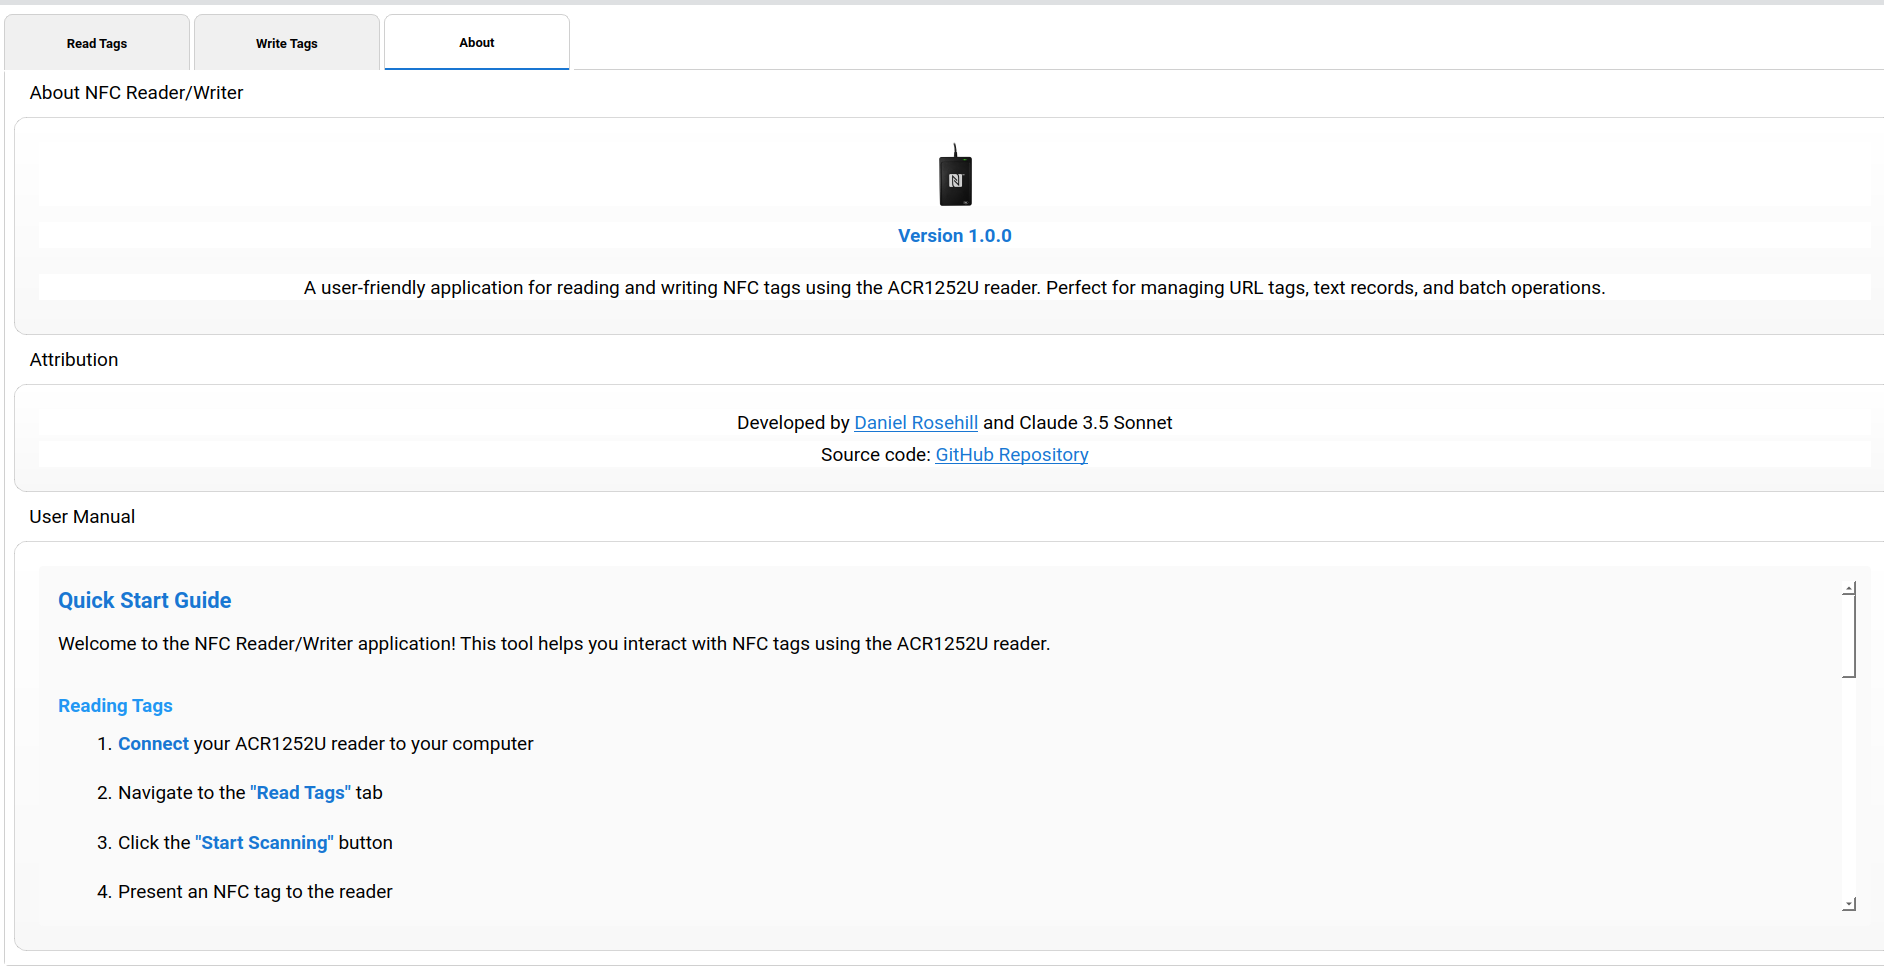 Read Tags
Write Tags
About
About NFC Reader/Writer
Version 1.0.0
A user-friendly application for reading and writing NFC tags using the ACR1252U reader. Perfect for managing URL tags, text records, and batch operations.
Attribution
Developed by Daniel Rosehill and Claude 3.5 Sonnet
Source code: GitHub Repository
User Manual
Quick Start Guide
Welcome to the NFC Reader/Writer application! This tool helps you interact with NFC tags using the ACR1252U reader.
Reading Tags
1. Connect your ACR1252U reader to your computer
2. Navigate to the "Read Tags" tab
3. Click the "Start Scanning" button
4. Present an NFC tag to the reader